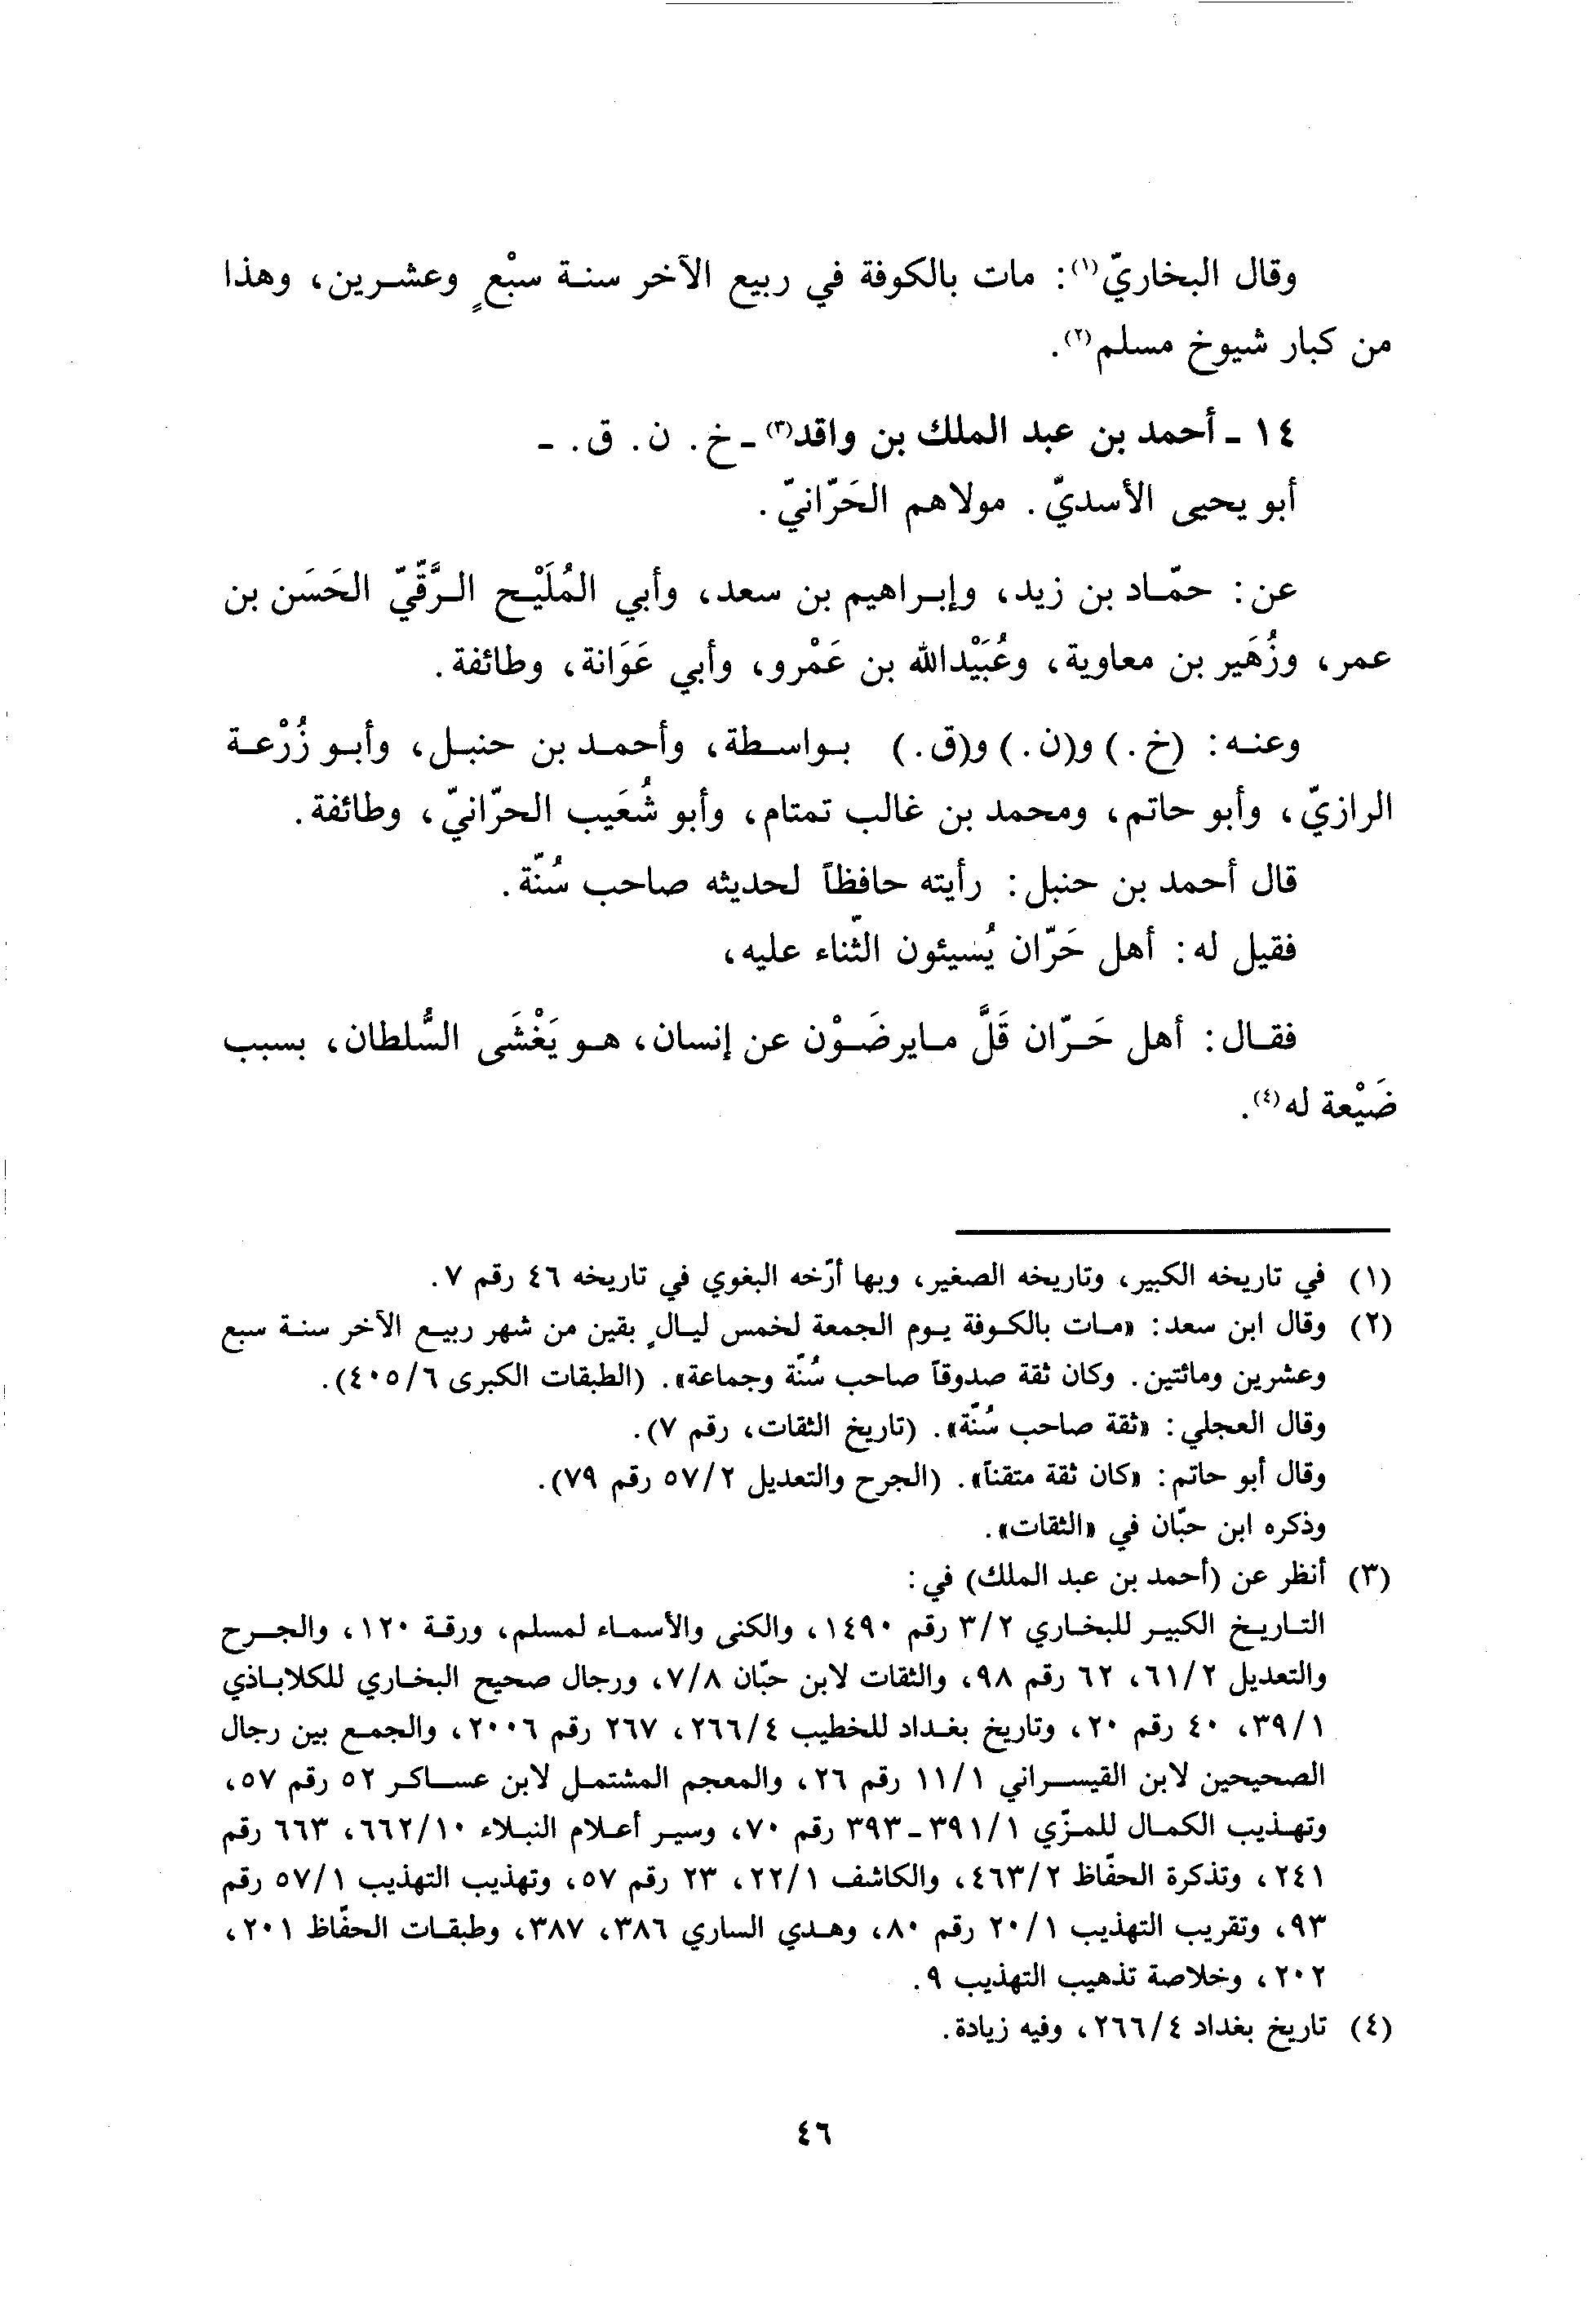 وقال البخاريّ(١): مات بالكوفة في ربيع الآخر سنة سبْعٍ وعشرين، وهذا
من كبار شيوخ مسلم(٢).
١٤ - أحمد بن عبد الملك بن واقد(٣) - خ. ن. ق. -
أبو يحيى الأسديّ. مولاهم الحَرّانيّ.
عن: حمّاد بن زيد، وإبراهيم بن سعد، وأبي المُلَيْح الرَّقّيّ الحَسَن بن
عمر، وزُهَير بن معاوية، وعُبَيْدالله بن عَمْرو، وأبي عَوَانة، وطائفة.
وعنه: (خ.) و(ن.) و(ق.) بواسطة، وأحمد بن حنبل، وأبو زُرْعة
الرازيّ، وأبو حاتم، ومحمد بن غالب تمتام، وأبو شُعَيب الحرّانيّ، وطائفة.
قال أحمد بن حنبل: رأيته حافظاً لحديثه صاحب سُنّة.
فقيل له: أهل حَرّان يُسيئون الثّناء عليه،
فقال: أهل حَرّان قَلَّ مايرضَوْن عن إنسان، هو يَغْشَى السُّلطان، بسبب
ضَيْعة له(٤).
(١) في تاريخه الكبير، وتاريخه الصغير، وبها أرّخه البغوي في تاريخه ٤٦ رقم ٧.
(٢) وقال ابن سعد: «مات بالكوفة يوم الجمعة لخمس ليالٍ بقين من شهر ربيع الآخر سنة سبع
وعشرين ومائتين. وكان ثقة صدوقاً صاحب سُنّة وجماعة». (الطبقات الكبرى ٤٠٥/٦).
وقال العجلي: «ثقة صاحب سُنّة». (تاريخ الثقات، رقم ٧).
وقال أبو حاتم: «كان ثقة متقناً». (الجرح والتعديل ٥٧/٢ رقم ٧٩).
وذكره ابن حبّان في «الثقات».
(٣) أنظر عن (أحمد بن عبد الملك) في:
التاريخ الكبير للبخاري ٣/٢ رقم ١٤٩٠، والكنى والأسماء لمسلم، ورقة ١٢٠، والجرح
والتعديل ٦١/٢، ٦٢ رقم ٩٨، والثقات لابن حبّان ٧/٨، ورجال صحيح البخاري للكلاباذي
٣٩/١، ٤٠ رقم ٢٠، وتاريخ بغداد للخطيب ٢٦٦/٤، ٢٦٧ رقم ٢٠٠٦، والجمع بين رجال
الصحيحين لابن القيسراني ١١/١ رقم ٢٦، والمعجم المشتمل لابن عساكر ٥٢ رقم ٥٧،
وتهذيب الكمال للمزّي ٣٩١/١ - ٣٩٣ رقم ٧٠، وسير أعلام النبلاء ٦٦٢/١٠، ٦٦٣ رقم
٢٤١، وتذكرة الحفّاظ ٤٦٣/٢، والكاشف ٢٢/١، ٢٣ رقم ٥٧، وتهذيب التهذيب ٥٧/١ رقم
٩٣، وتقريب التهذيب ٢٠/١ رقم ٨٠، وهدي الساري ٣٨٦، ٣٨٧، وطبقات الحفّاظ ٢٠١،
٢٠٢، وخلاصة تذهيب التهذيب ٩.
(٤) تاريخ بغداد ٢٦٦/٤، وفيه زيادة.
٤٦